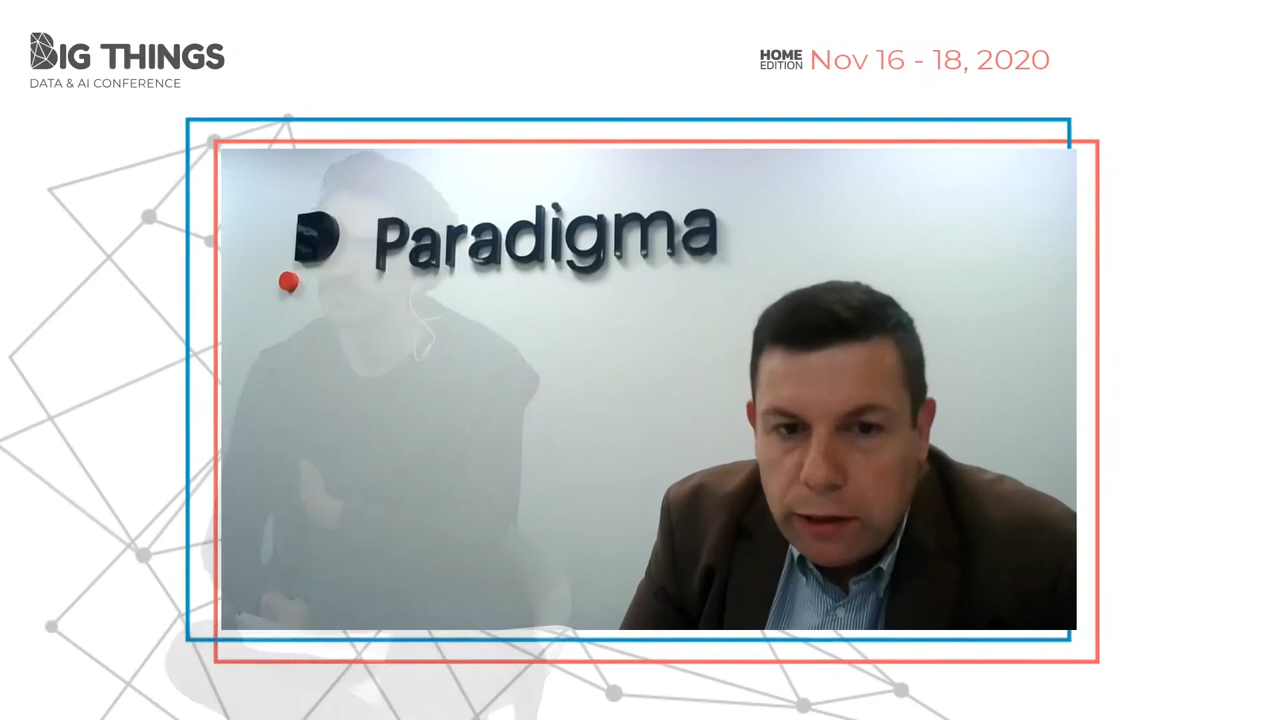 BIG THINGS
DATA & AI CONFERENCE
HOME
EDITION
Nov 16 - 18, 2020
Paradigma